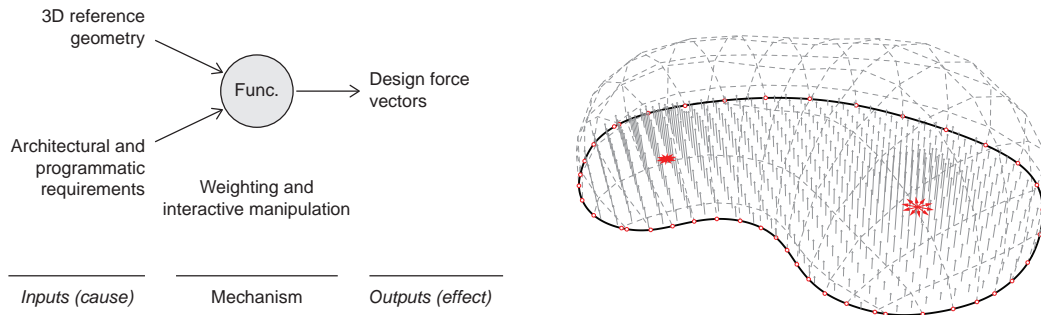 3D reference
geometry
Func.
Design force
vectors
Architectural and
programmatic
requirements
Weighting and
interactive manipulation
Inputs (cause)
Mechanism
Outputs (effect)